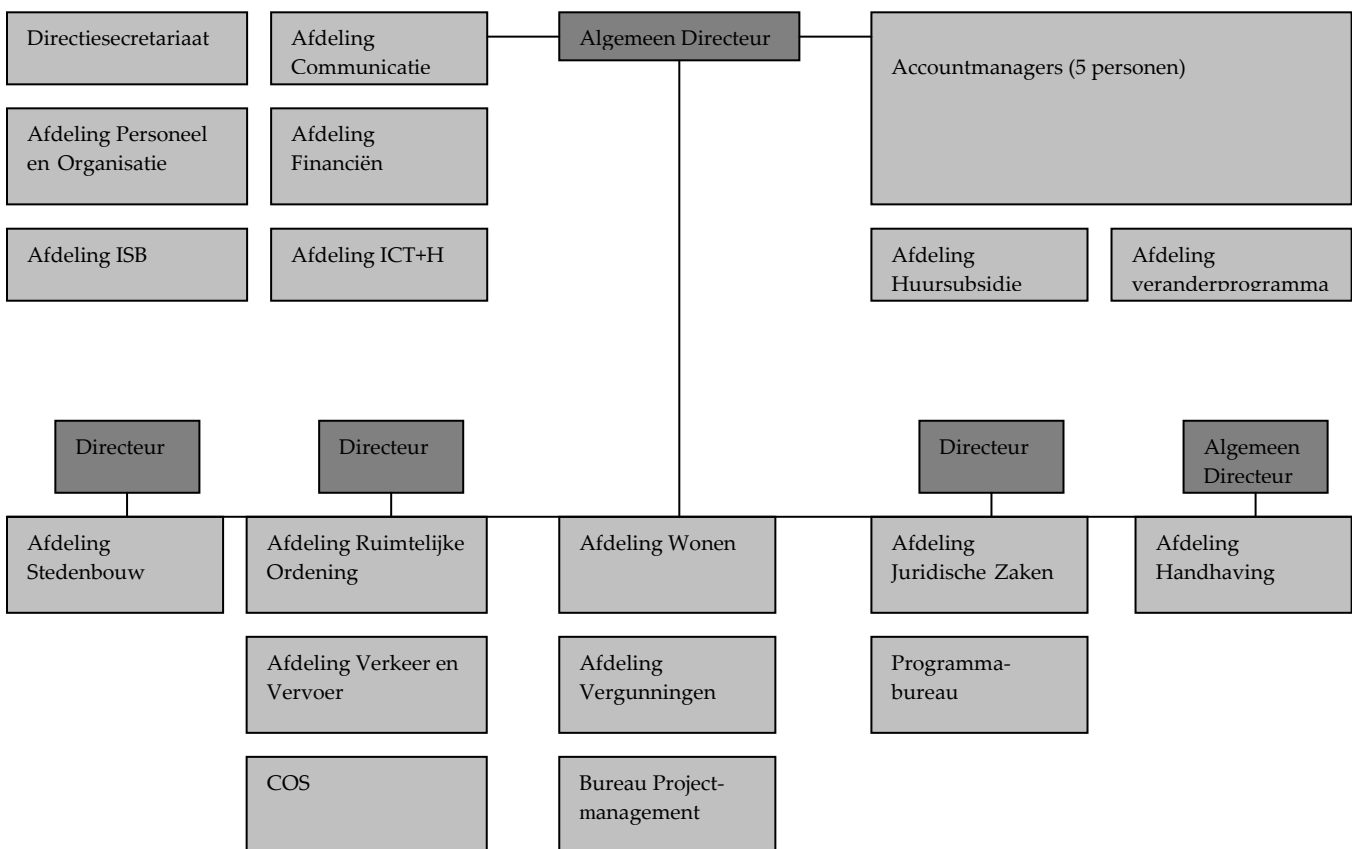 Directiesecretariaat
Afdeling
Communicatie
Algemeen Directeur
Accountmanagers (5 personen)
Afdeling Personeel
en Organisatie
Afdeling
Financiën
Afdeling ISB
Afdeling ICT+H
Afdeling
Huursubsidie
Afdeling
veranderprogramma
Directeur
Directeur
Directeur
Algemeen
Directeur
Afdeling
Stedenbouw
Afdeling Ruimtelijke
Ordening
Afdeling Wonen
Afdeling
Juridische Zaken
Afdeling
Handhaving
Afdeling Verkeer en
Vervoer
Afdeling
Vergunningen
Programma-
bureau
COS
Bureau Project-
management